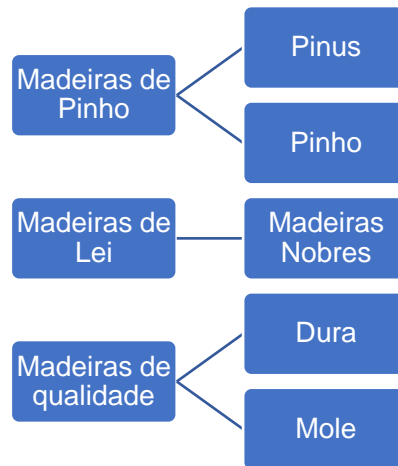 Madeiras de
Pinho
Pinus
Pinho
Madeiras de
Lei
Madeiras
Nobres
Madeiras de
qualidade
Dura
Mole